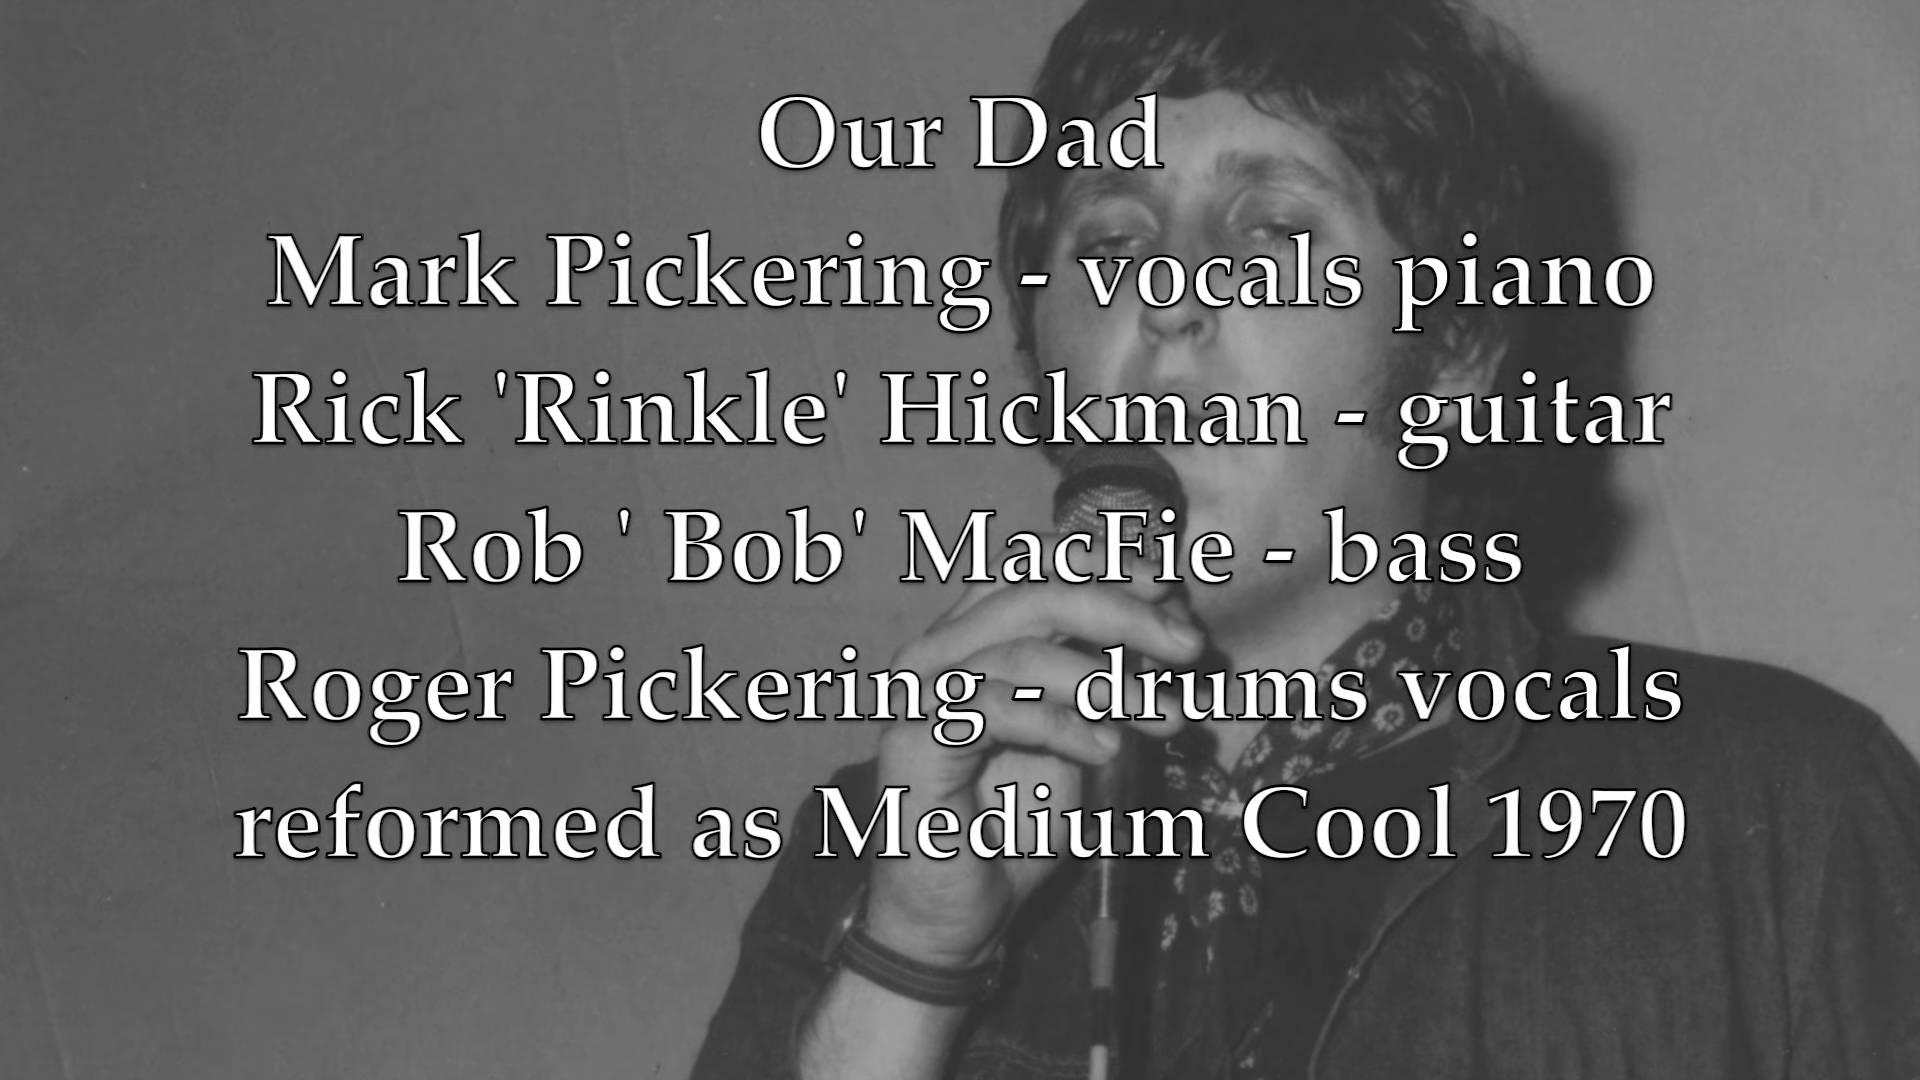 Our Dad
Mark Pickering - vocals piano
Rick 'Rinkle' Hickman - guitar
Rob ' Bob' MacFie - bass
Roger Pickering - drums vocals
reformed as Medium Cool 1970